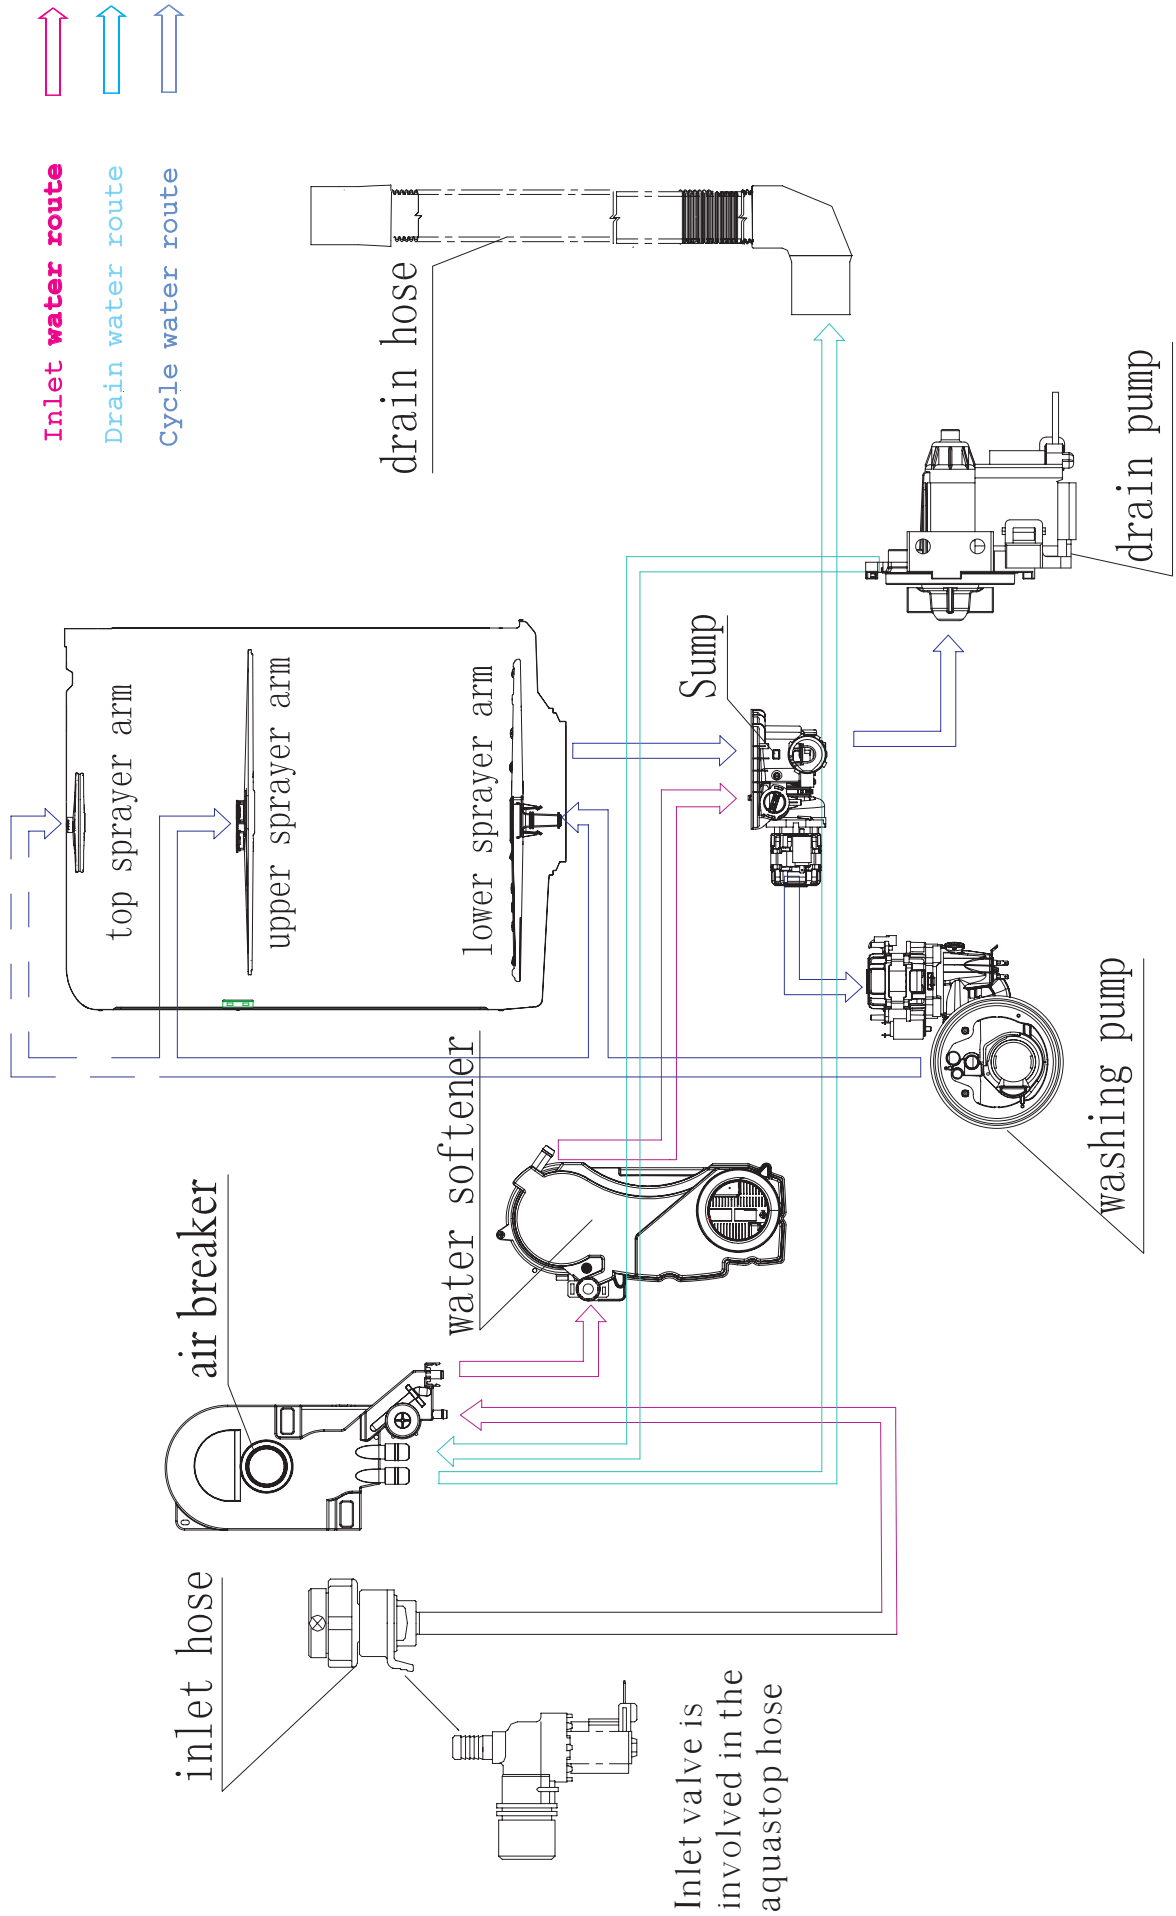 Inlet water route
Drain water route
Cycle water route
drain hose
top sprayer arm
upper sprayer arm
lower sprayer arm
Sump
drain pump
air breaker
water softener
washing pump
inlet hose
Inlet valve is
involved in the
aquastop hose